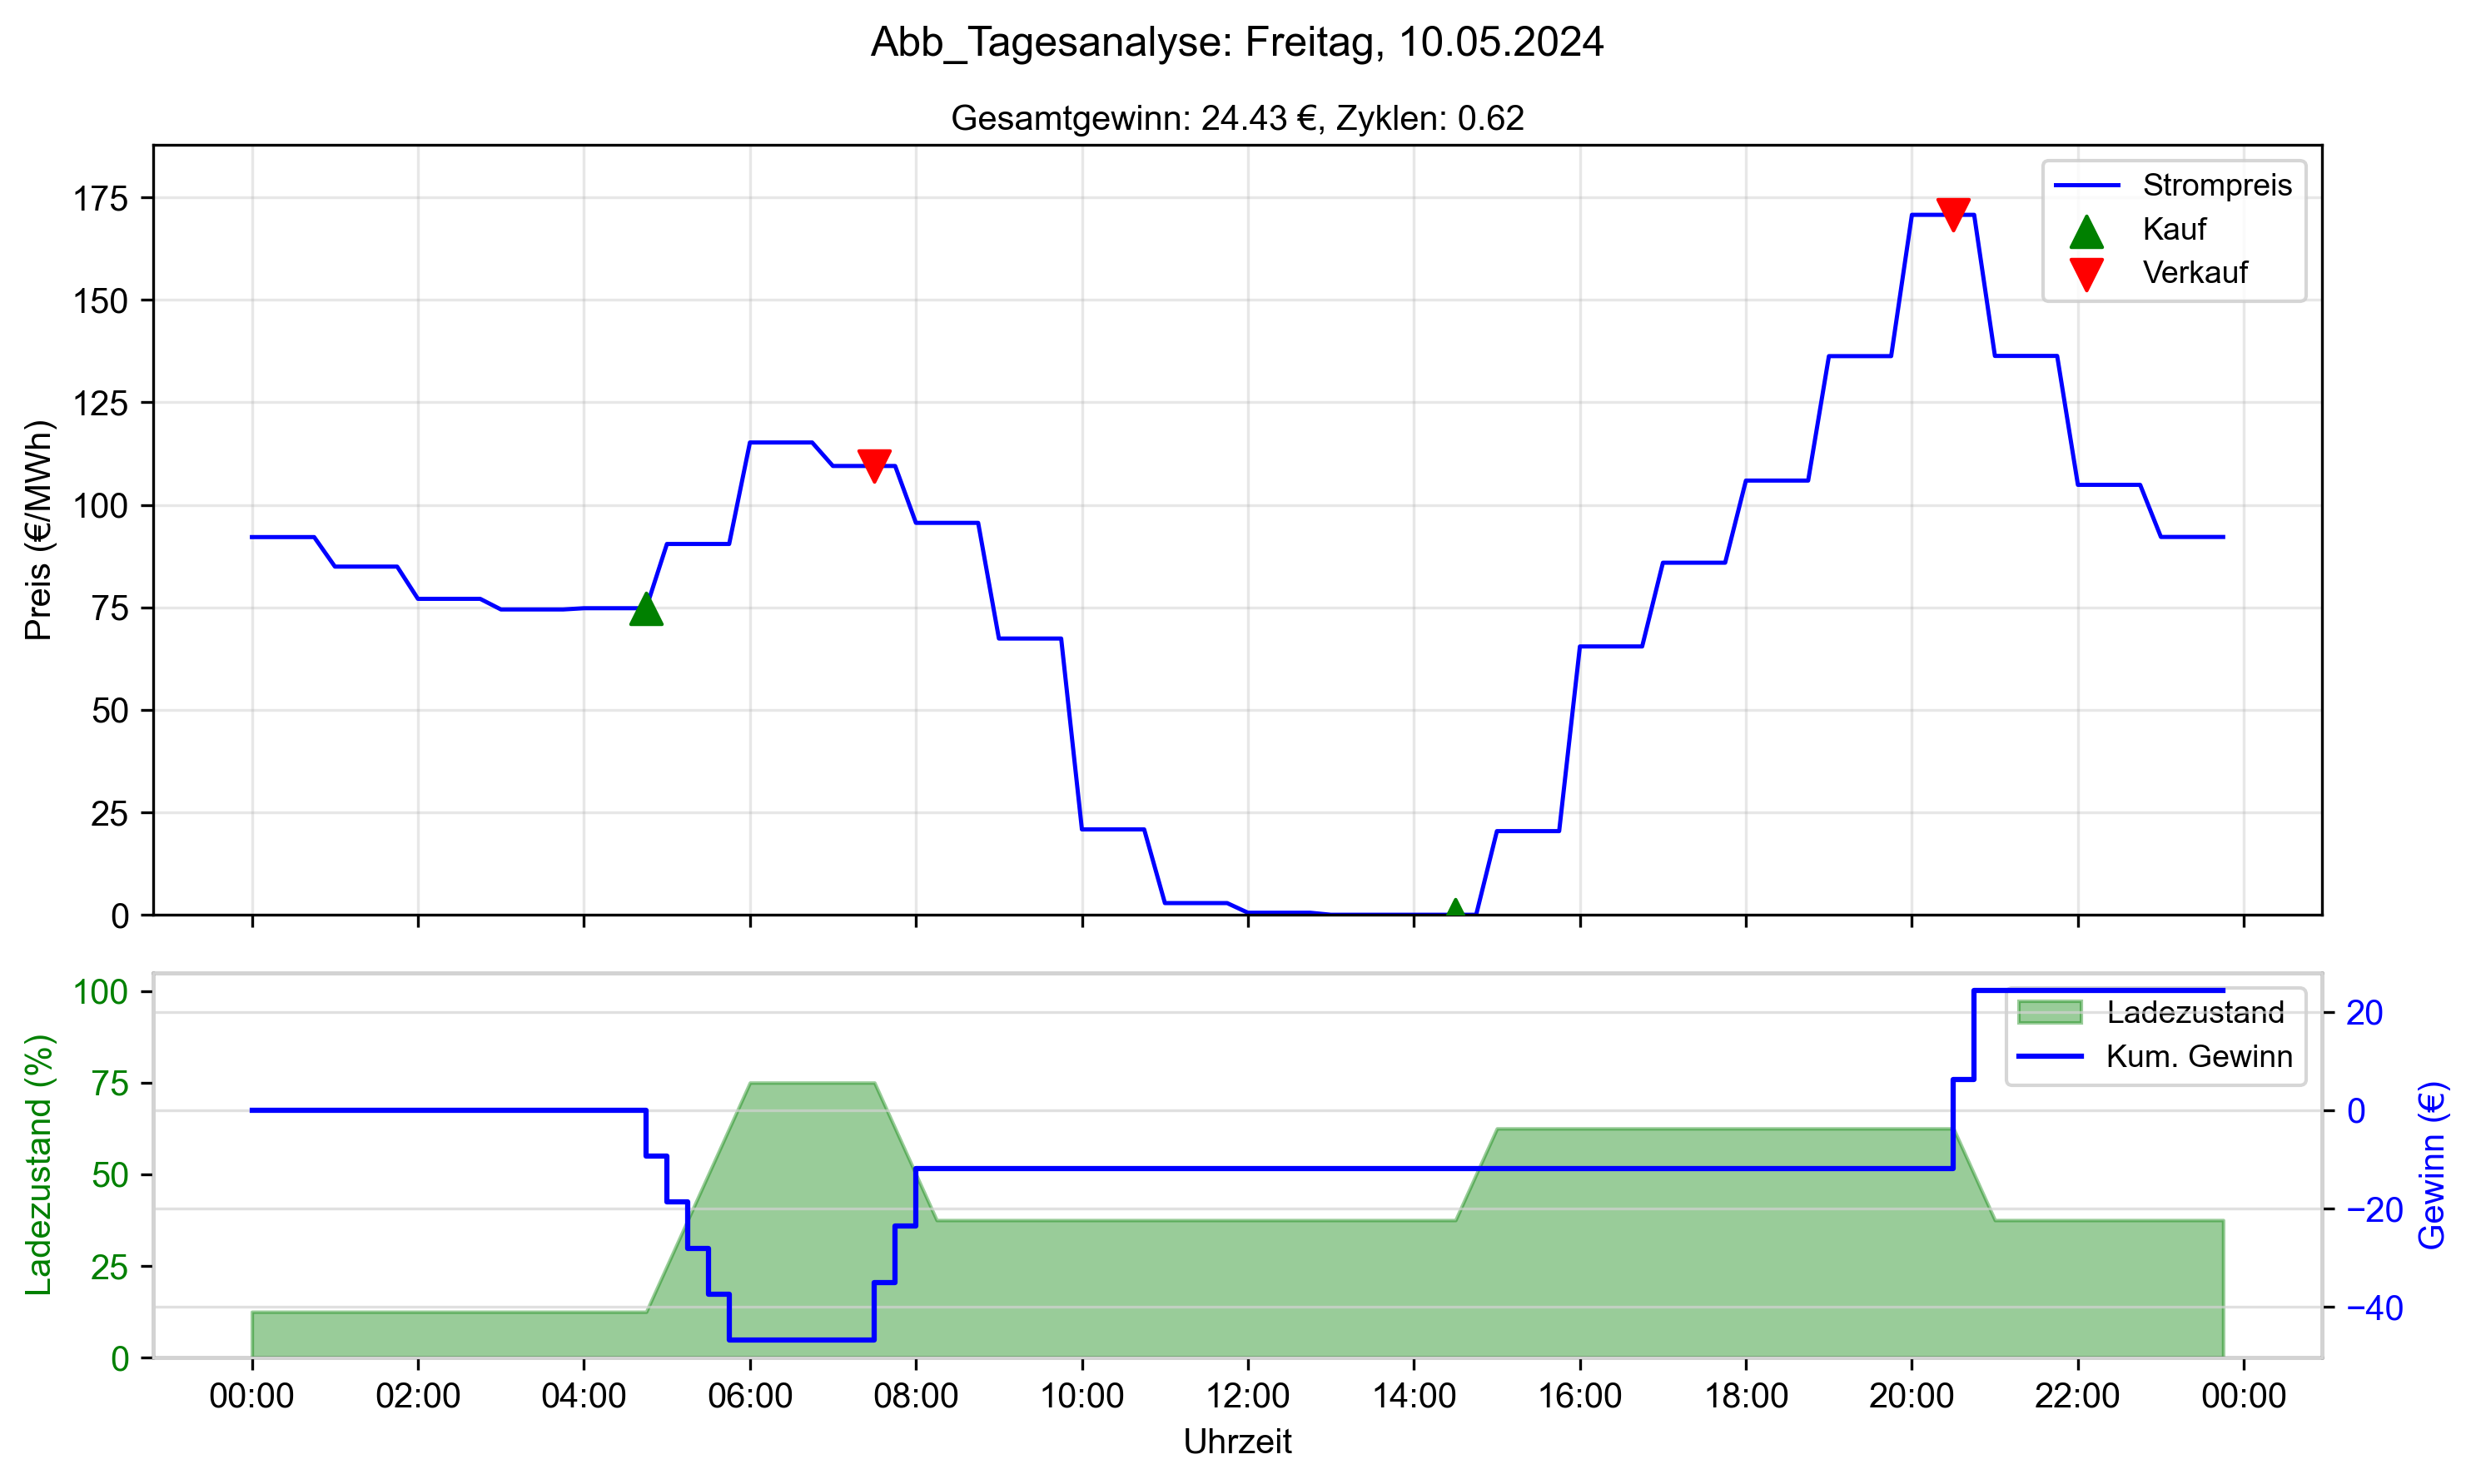 Abb_Tagesanalyse: Freitag, 10.05.2024
Gesamtgewinn: 24.43 €, Zyklen: 0.62
Preis (€/MWh)
175
150
125
100
75
50
25
0
Strompreis
Kauf
Verkauf
Ladezustand (%)
100
75
50
25
0
Ladezustand
Kum. Gewinn
20
0
−20
−40
Gewinn (€)
00:00 02:00 04:00 06:00 08:00 10:00 12:00 14:00 16:00 18:00 20:00 22:00 00:00
Uhrzeit